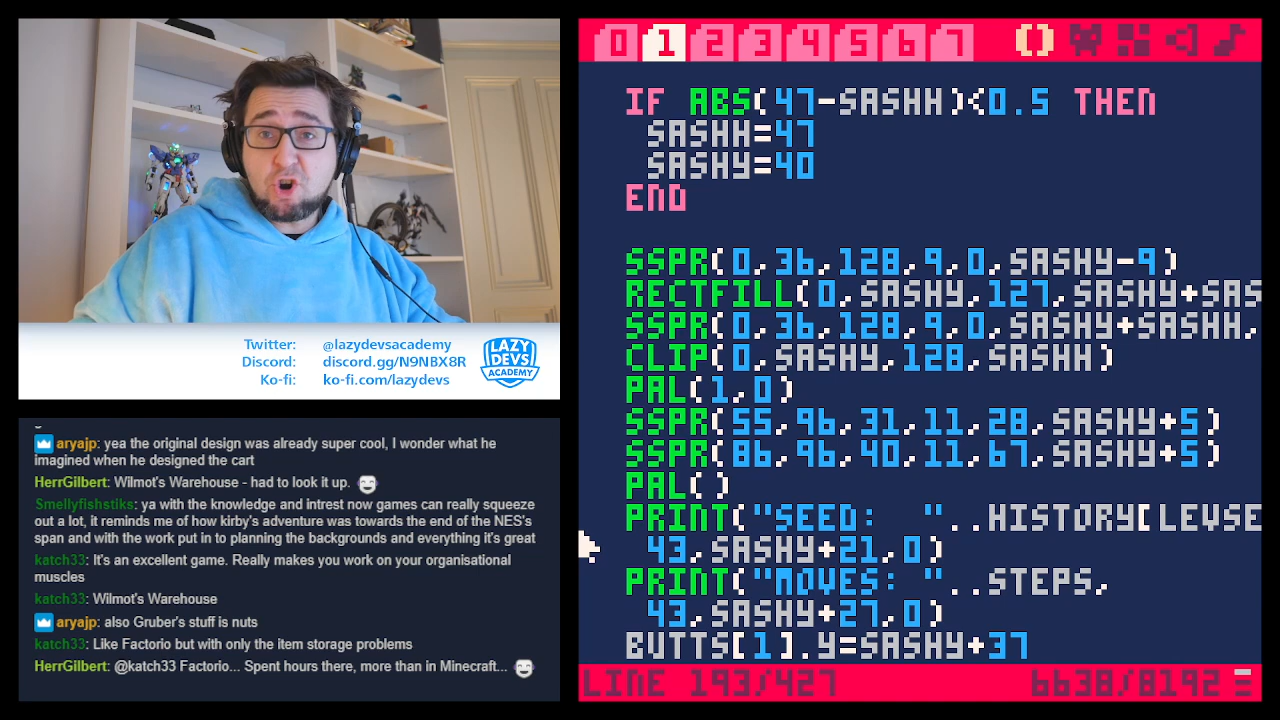 Twitter: @lazydevsacademy
Discord: discord.gg/N9NBX8R
Ko-fi: ko-fi.com/lazydevs
LAZY
DEVS
ACADEMY
aryajp: yea the original design was already super cool, I wonder what he
imagined when he designed the cart
HerrGilbert: Wilmot's Warehouse - had to look it up.
Smellyfishstiks: ya with the knowledge and intrest now games can really squeeze
out a lot, it reminds me of how kirby's adventure was towards the end of the NES's
span and with the work put in to planning the backgrounds and everything it's great
katch33: It's an excellent game. Really makes you work on your organisational
muscles
katch33: Wilmot's Warehouse
aryajp: also Gruber's stuff is nuts
katch33: Like Factorio but with only the item storage problems
HerrGilbert: @katch33 Factorio... Spent hours there, more than in Minecraft...
0 1 2 3 4 5 6 7 ()
IF ABS(47-SASHH)<0.5 THEN
SASHH=47
SASHY=40
END
SSPR(0,36,128,9,0,SASHY-9)
RECTFILL(0,SASHY,127,SASHY+SAS
SSPR(0,36,128,9,0,SASHY+SASHH,
CLIP(0,SASHY,128,SASHH)
PAL(1,0)
SSPR(55,96,31,11,28,SASHY+5)
SSPR(86,96,40,11,67,SASHY+5)
PAL()
PRINT("SEED:  "..HISTORY[LEVSE
43,SASHY+21,0)
PRINT("MOVES: "..STEPS,
43,SASHY+27,0)
BUTTS[1].Y=SASHY+37
LINE 193/427 6638/8192